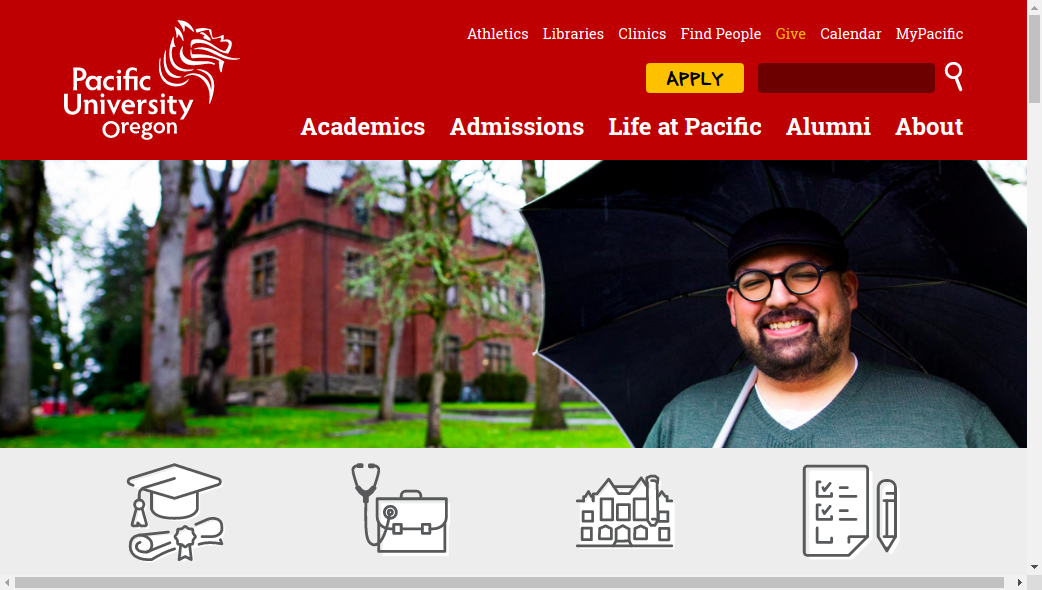 Athletics Libraries Clinics Find People Give Calendar MyPacific
APPLY
Pacific
University
Oregon
Academics Admissions Life at Pacific Alumni About